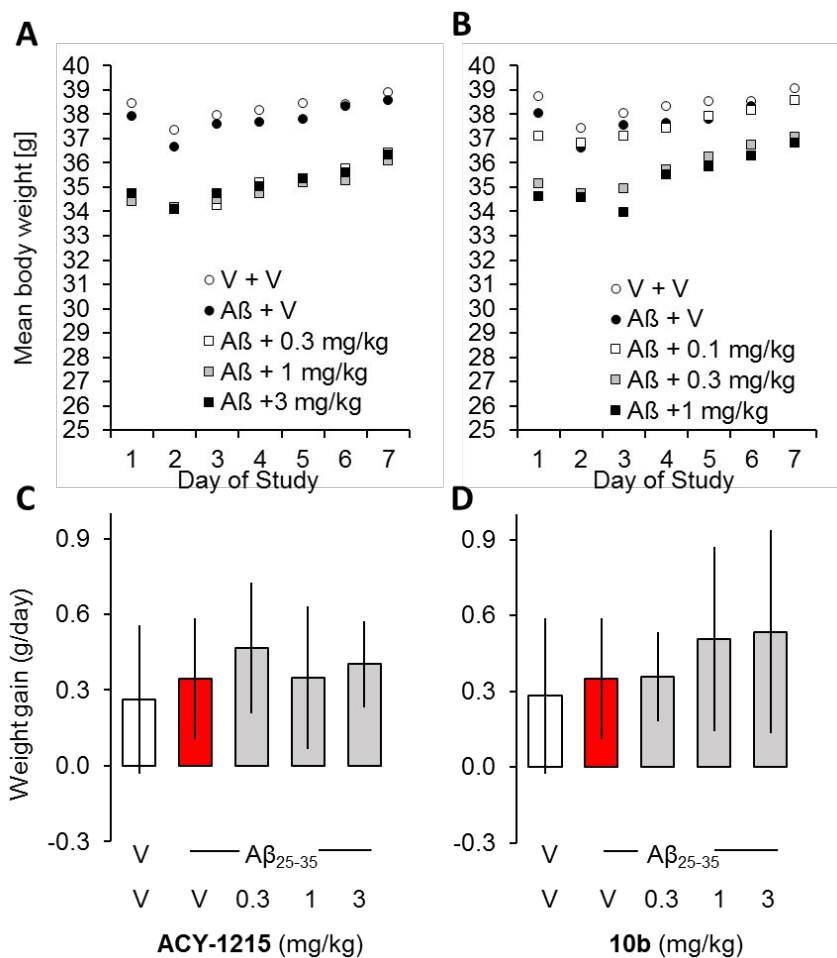 A
Mean body weight [g]
40
39
38
37
36
35
34
33
32
31
30
29
28
27
26
25
V + V
Aß + V
Aß + 0.3 mg/kg
Aß + 1 mg/kg
Aß +3 mg/kg
1 2 3 4 5 6 7
Day of Study
B
40
39
38
37
36
35
34
33
32
31
30
29
28
27
26
25
V + V
Aß + V
Aß + 0.1 mg/kg
Aß + 0.3 mg/kg
Aß +1 mg/kg
1 2 3 4 5 6 7
Day of Study
C
Weight gain (g/day)
0.9
0.6
0.3
0.0
-0.3
V Aβ25-35
V V 0.3 1 3
ACY-1215 (mg/kg)
D
0.9
0.6
0.3
0.0
-0.3
V Aβ25-35
V V 0.3 1 3
10b (mg/kg)